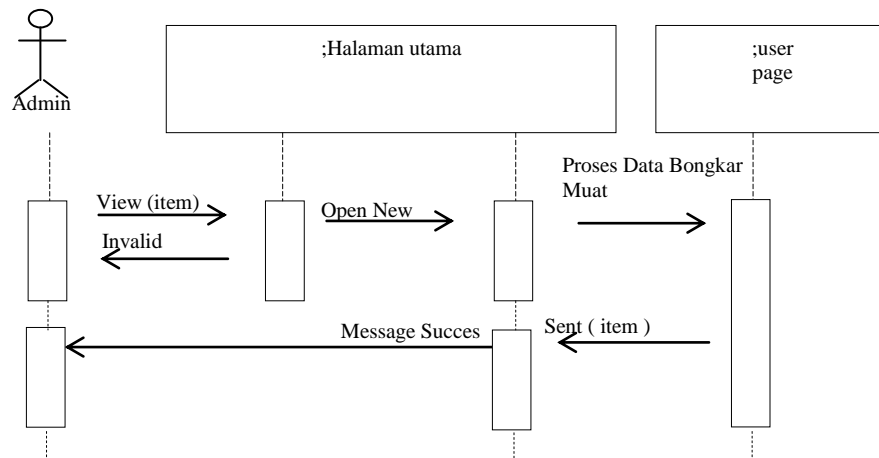 ;Halaman utama
;user
page
Admin
Proses Data Bongkar
Muat
View (item)
Open New
Invalid
Message Succes
Sent ( item )